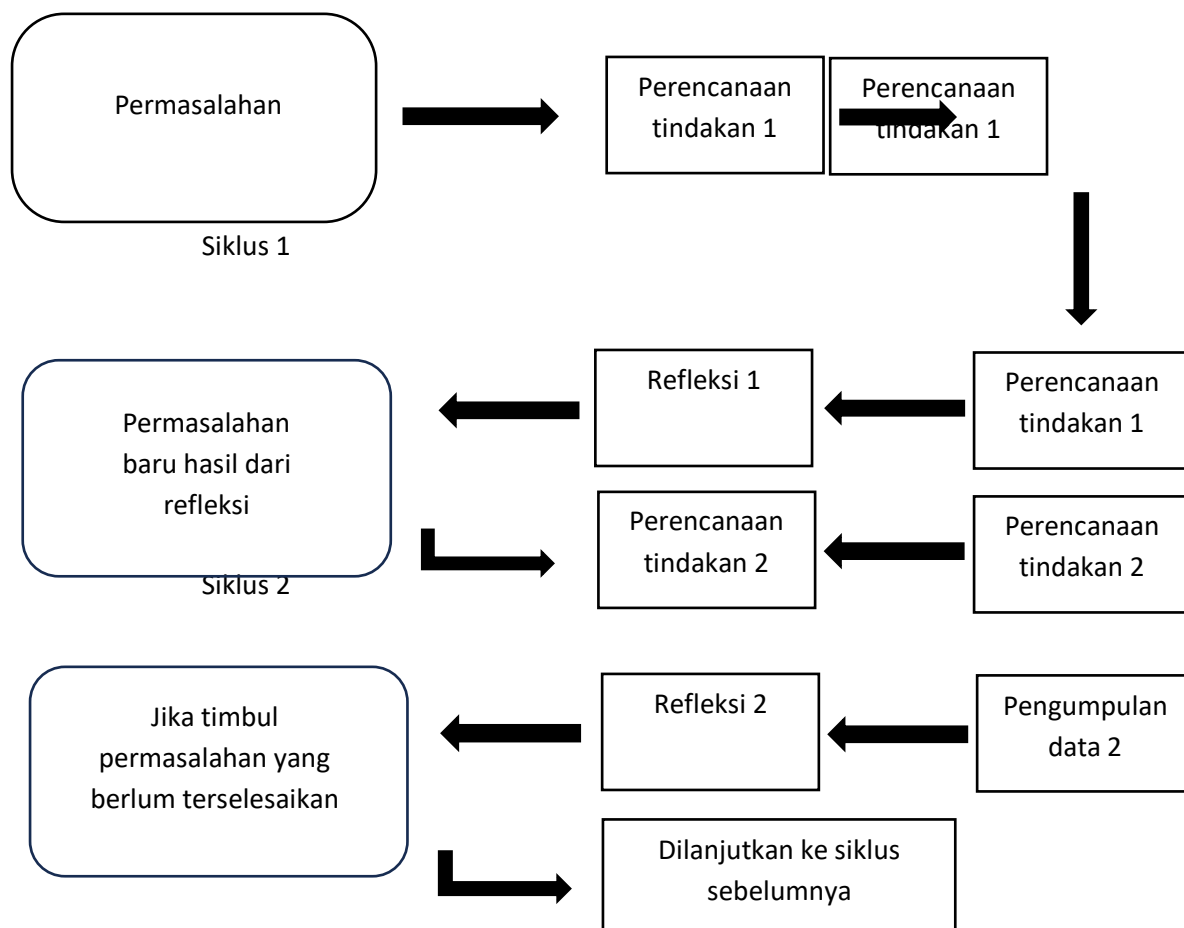 Permasalahan
Perencanaan
tindakan 1
Perencanaan
tindakan 1
Siklus 1
Permasalahan
baru hasil dari
refleksi
Refleksi 1
Perencanaan
tindakan 1
Perencanaan
tindakan 2
Perencanaan
tindakan 2
Siklus 2
Jika timbul
permasalahan yang
berlum terselesaikan
Refleksi 2
Pengumpulan
data 2
Dilanjutkan ke siklus
sebelumnya